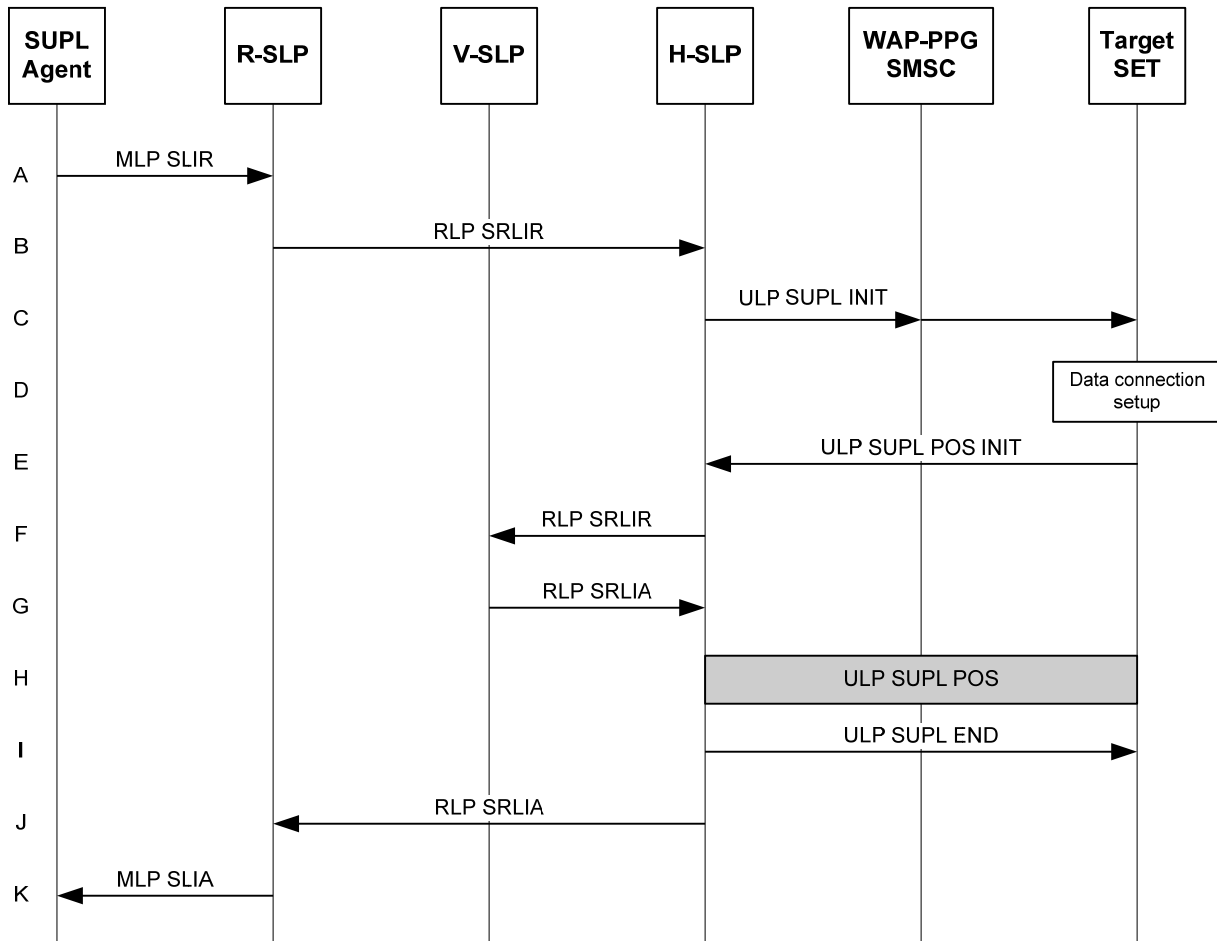 SUPL
Agent
R-SLP
V-SLP
H-SLP
WAP-PPG
SMSC
Target
SET
A
MLP SLIR
B
RLP SRLIR
C
ULP SUPL INIT
D
Data connection
setup
E
ULP SUPL POS INIT
F
RLP SRLIR
G
RLP SRLIA
H
ULP SUPL POS
I
ULP SUPL END
J
RLP SRLIA
K
MLP SLIA